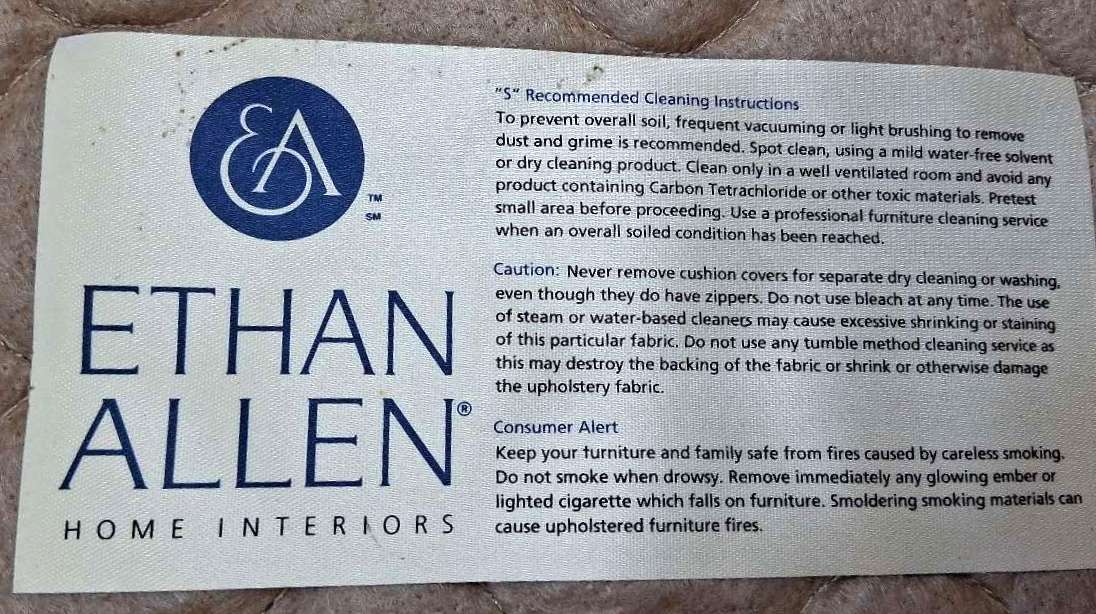 EA
TM
SM
ETHAN
ALLEN®
HOME INTERIORS
"S" Recommended Cleaning Instructions
To prevent overall soil, frequent vacuuming or light brushing to remove
dust and grime is recommended. Spot clean, using a mild water-free solvent
or dry cleaning product. Clean only in a well ventilated room and avoid any
product containing Carbon Tetrachloride or other toxic materials. Pretest
small area before proceeding. Use a professional furniture cleaning service
when an overall soiled condition has been reached.
Caution: Never remove cushion covers for separate dry cleaning or washing,
even though they do have zippers. Do not use bleach at any time. The use
of steam or water-based cleaners may cause excessive shrinking or staining
of this particular fabric. Do not use any tumble method cleaning service as
this may destroy the backing of the fabric or shrink or otherwise damage
the upholstery fabric.
Consumer Alert
Keep your furniture and family safe from fires caused by careless smoking.
Do not smoke when drowsy. Remove immediately any glowing ember or
lighted cigarette which falls on furniture. Smoldering smoking materials can
cause upholstered furniture fires.